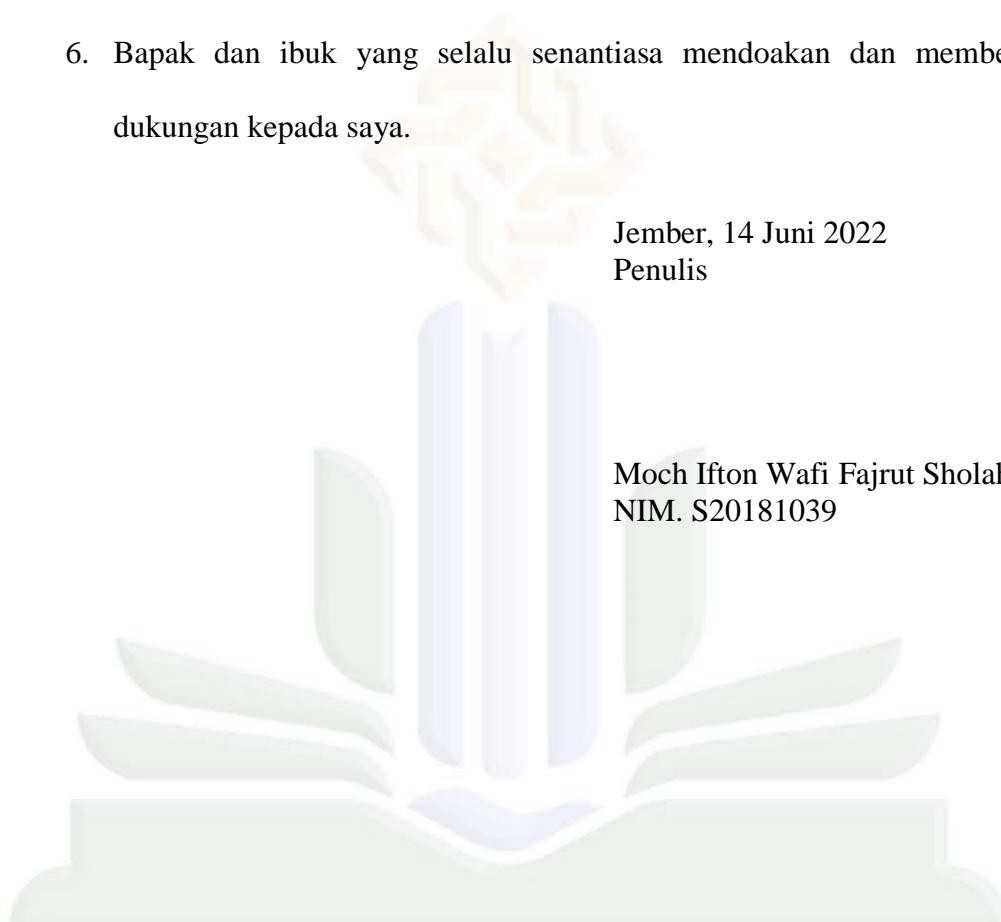 6. Bapak dan ibuk yang selalu senantiasa mendoakan dan membe
dukungan kepada saya.
Jember, 14 Juni 2022
Penulis
Moch Ifton Wafi Fajrut Sholah
NIM. S20181039